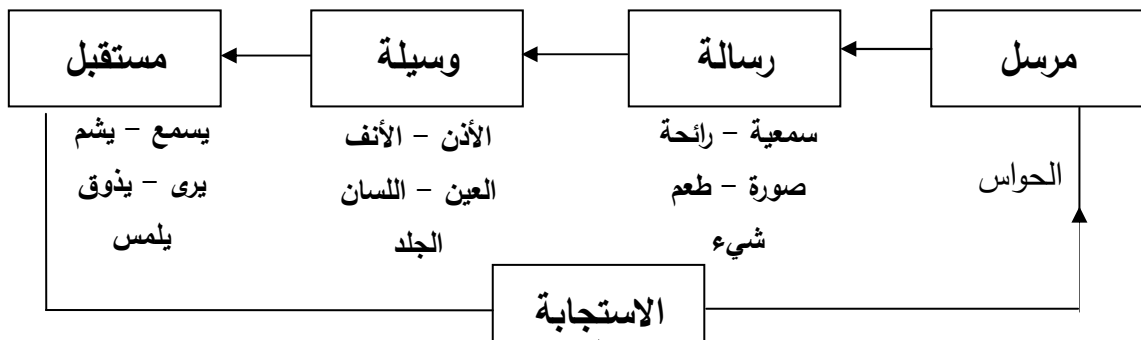 مرسل
رسالة
وسيلة
مستقبل
الحواس
سمعية – رائحة
صورة – طعم
شيء
الأذن – الأنف
العين – اللسان
الجلد
يسمع – يشم
يرى – يذوق
يلمس
الاستجابة